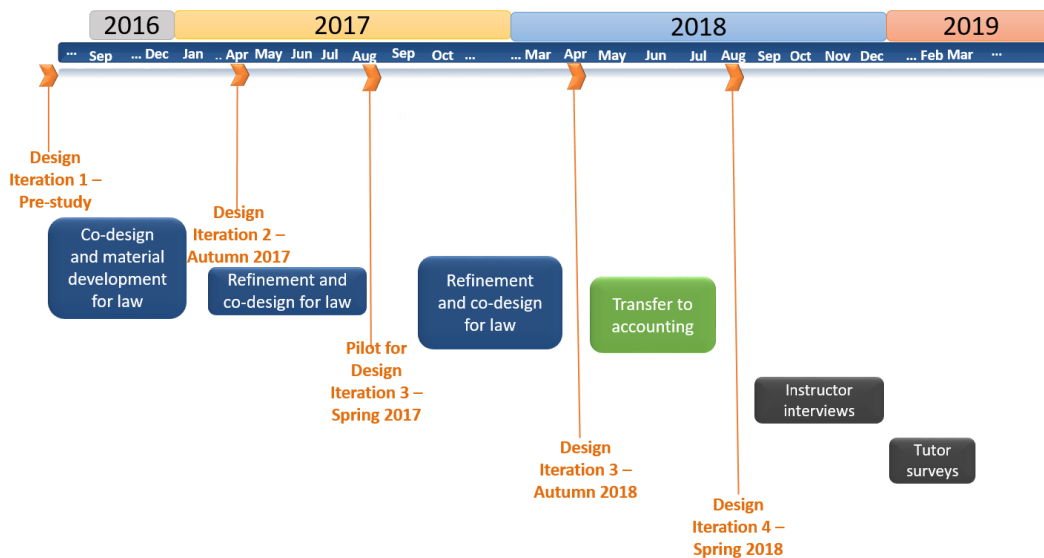 2016 2017 2018 2019
... Sep ... Dec Jan .. Apr May Jun Jul Aug Sep Oct ... ... Mar Apr May Jun Jul Aug Sep Oct Nov Dec ... Feb Mar ...
Design
Iteration 1 –
Pre-study
Co-design
and material
development
for law
Design
Iteration 2 –
Autumn 2017
Refinement and
co-design for law
Pilot for
Design
Iteration 3 –
Spring 2017
Refinement
and co-design
for law
Design
Iteration 3 –
Autumn 2018
Transfer to
accounting
Design
Iteration 4 –
Spring 2018
Instructor
interviews
Tutor
surveys